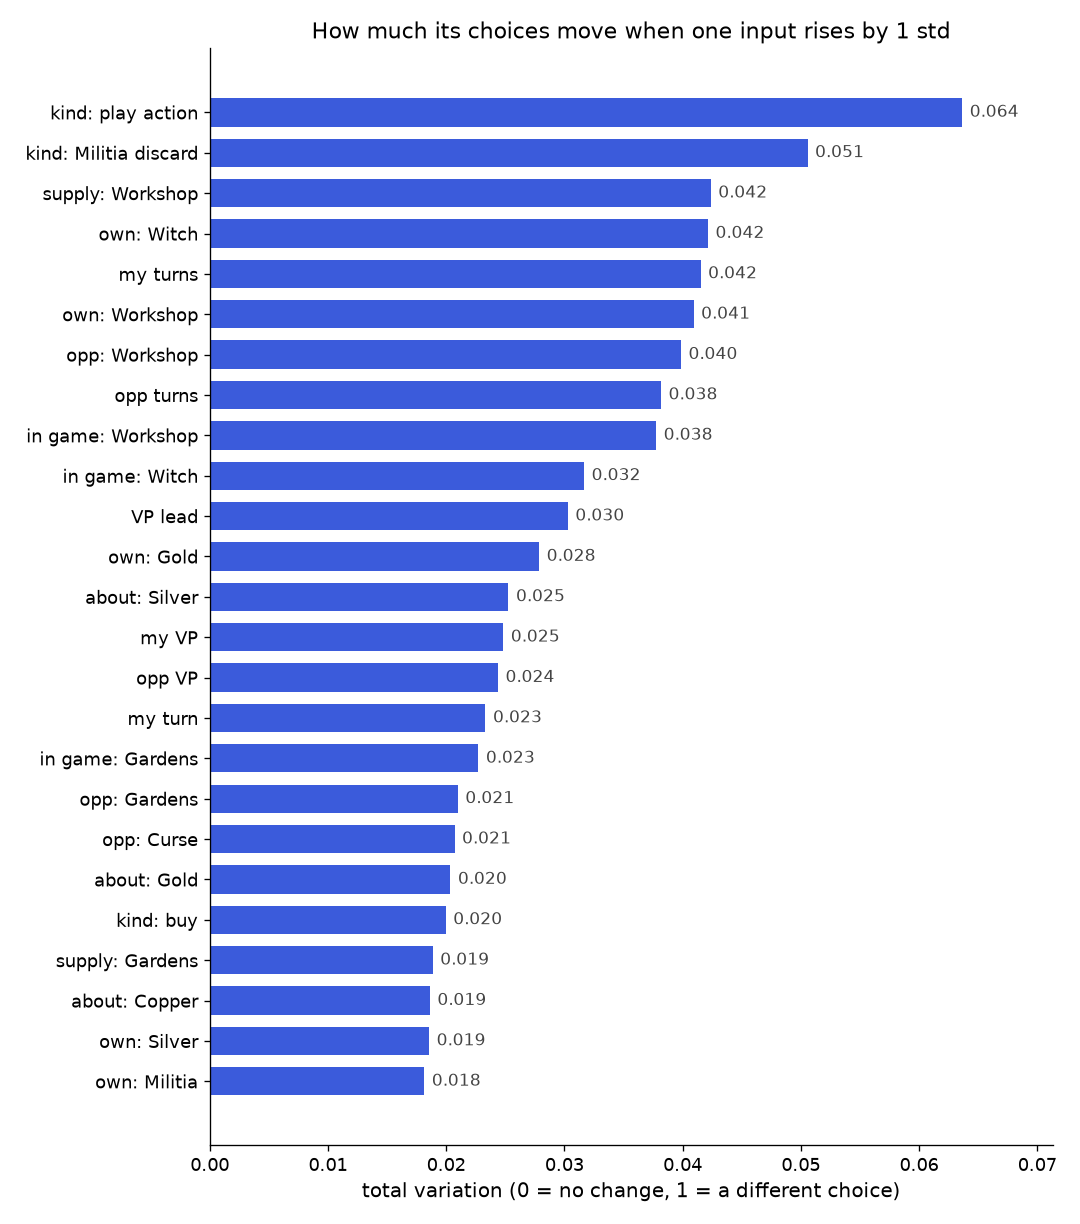 How much its choices move when one input rises by 1 std
kind: play action 0.064
kind: Militia discard 0.051
supply: Workshop 0.042
own: Witch 0.042
my turns 0.042
own: Workshop 0.041
opp: Workshop 0.040
opp turns 0.038
in game: Workshop 0.038
in game: Witch 0.032
VP lead 0.030
own: Gold 0.028
about: Silver 0.025
my VP 0.025
opp VP 0.024
my turn 0.023
in game: Gardens 0.023
opp: Gardens 0.021
opp: Curse 0.021
about: Gold 0.020
kind: buy 0.020
supply: Gardens 0.019
about: Copper 0.019
own: Silver 0.019
own: Militia 0.018
0.00 0.01 0.02 0.03 0.04 0.05 0.06 0.07
total variation (0 = no change, 1 = a different choice)